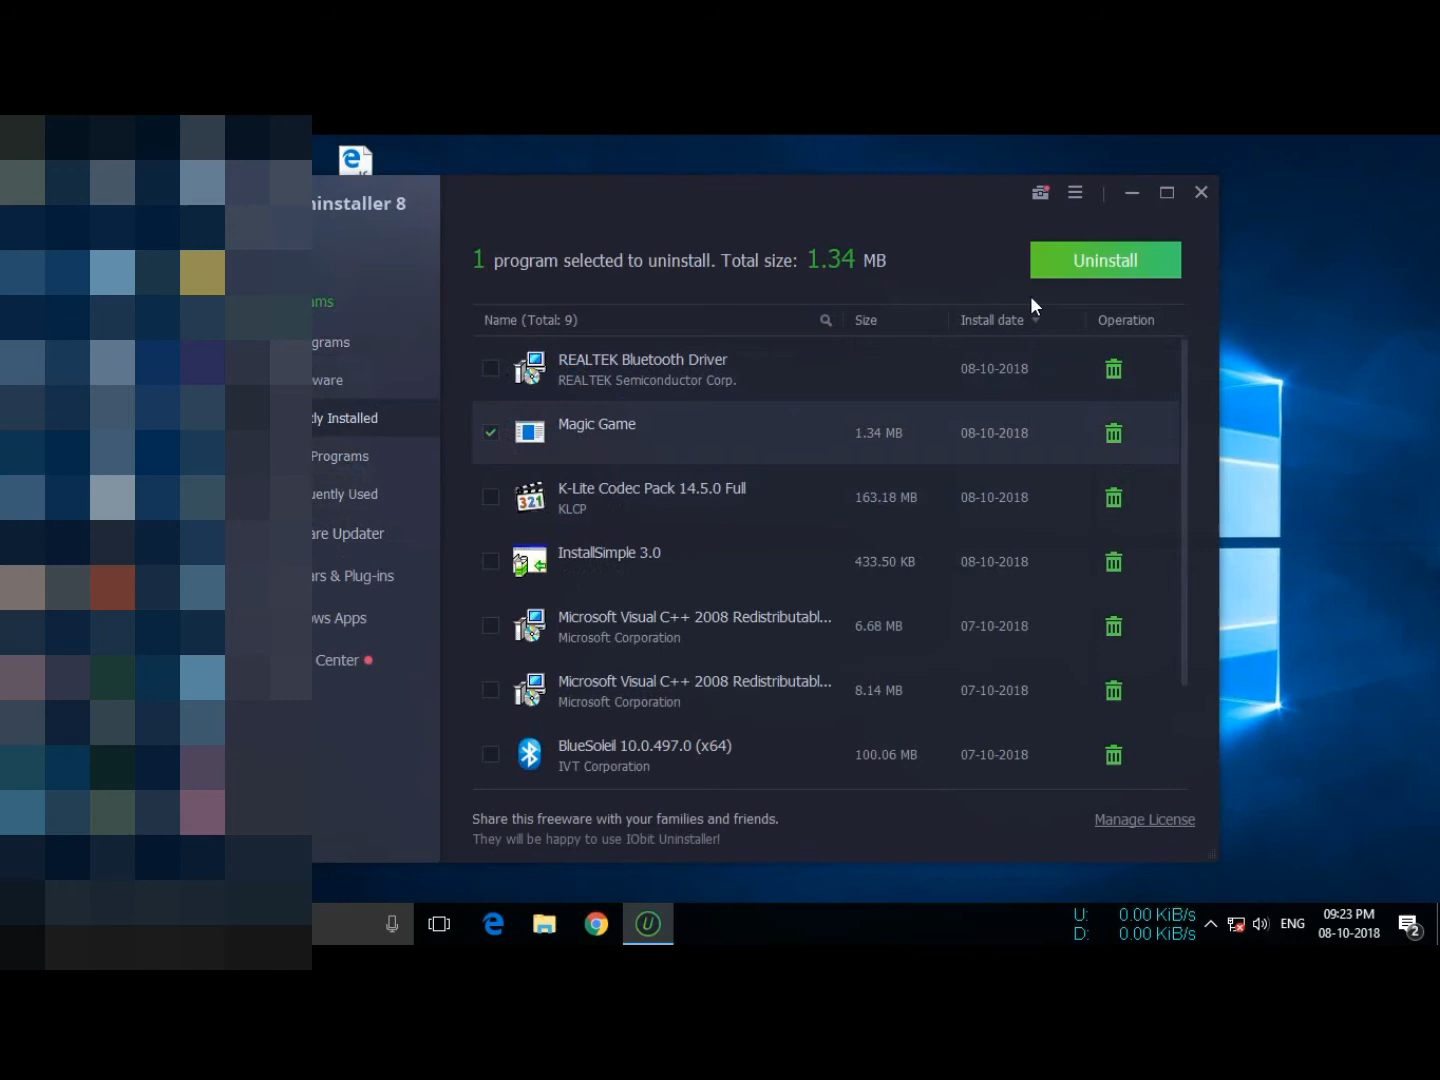 ninstaller 8
1 program selected to uninstall. Total size: 1.34 MB
Uninstall
Name (Total: 9)
Size
Install date
Operation
REALTEK Bluetooth Driver
REALTEK Semiconductor Corp.
08-10-2018
Magic Game
1.34 MB
08-10-2018
K-Lite Codec Pack 14.5.0 Full
KLCP
163.18 MB
08-10-2018
InstallSimple 3.0
433.50 KB
08-10-2018
Microsoft Visual C++ 2008 Redistributabl...
Microsoft Corporation
6.68 MB
07-10-2018
Microsoft Visual C++ 2008 Redistributabl...
Microsoft Corporation
8.14 MB
07-10-2018
BlueSoleil 10.0.497.0 (x64)
IVT Corporation
100.06 MB
07-10-2018
ams
grams
ware
ly Installed
Programs
uently Used
are Updater
ars & Plug-ins
ows Apps
Center
Share this freeware with your families and friends.
They will be happy to use IObit Uninstaller!
Manage License
U: 0.00 KiB/s
D: 0.00 KiB/s
ENG
09:23 PM
08-10-2018
2